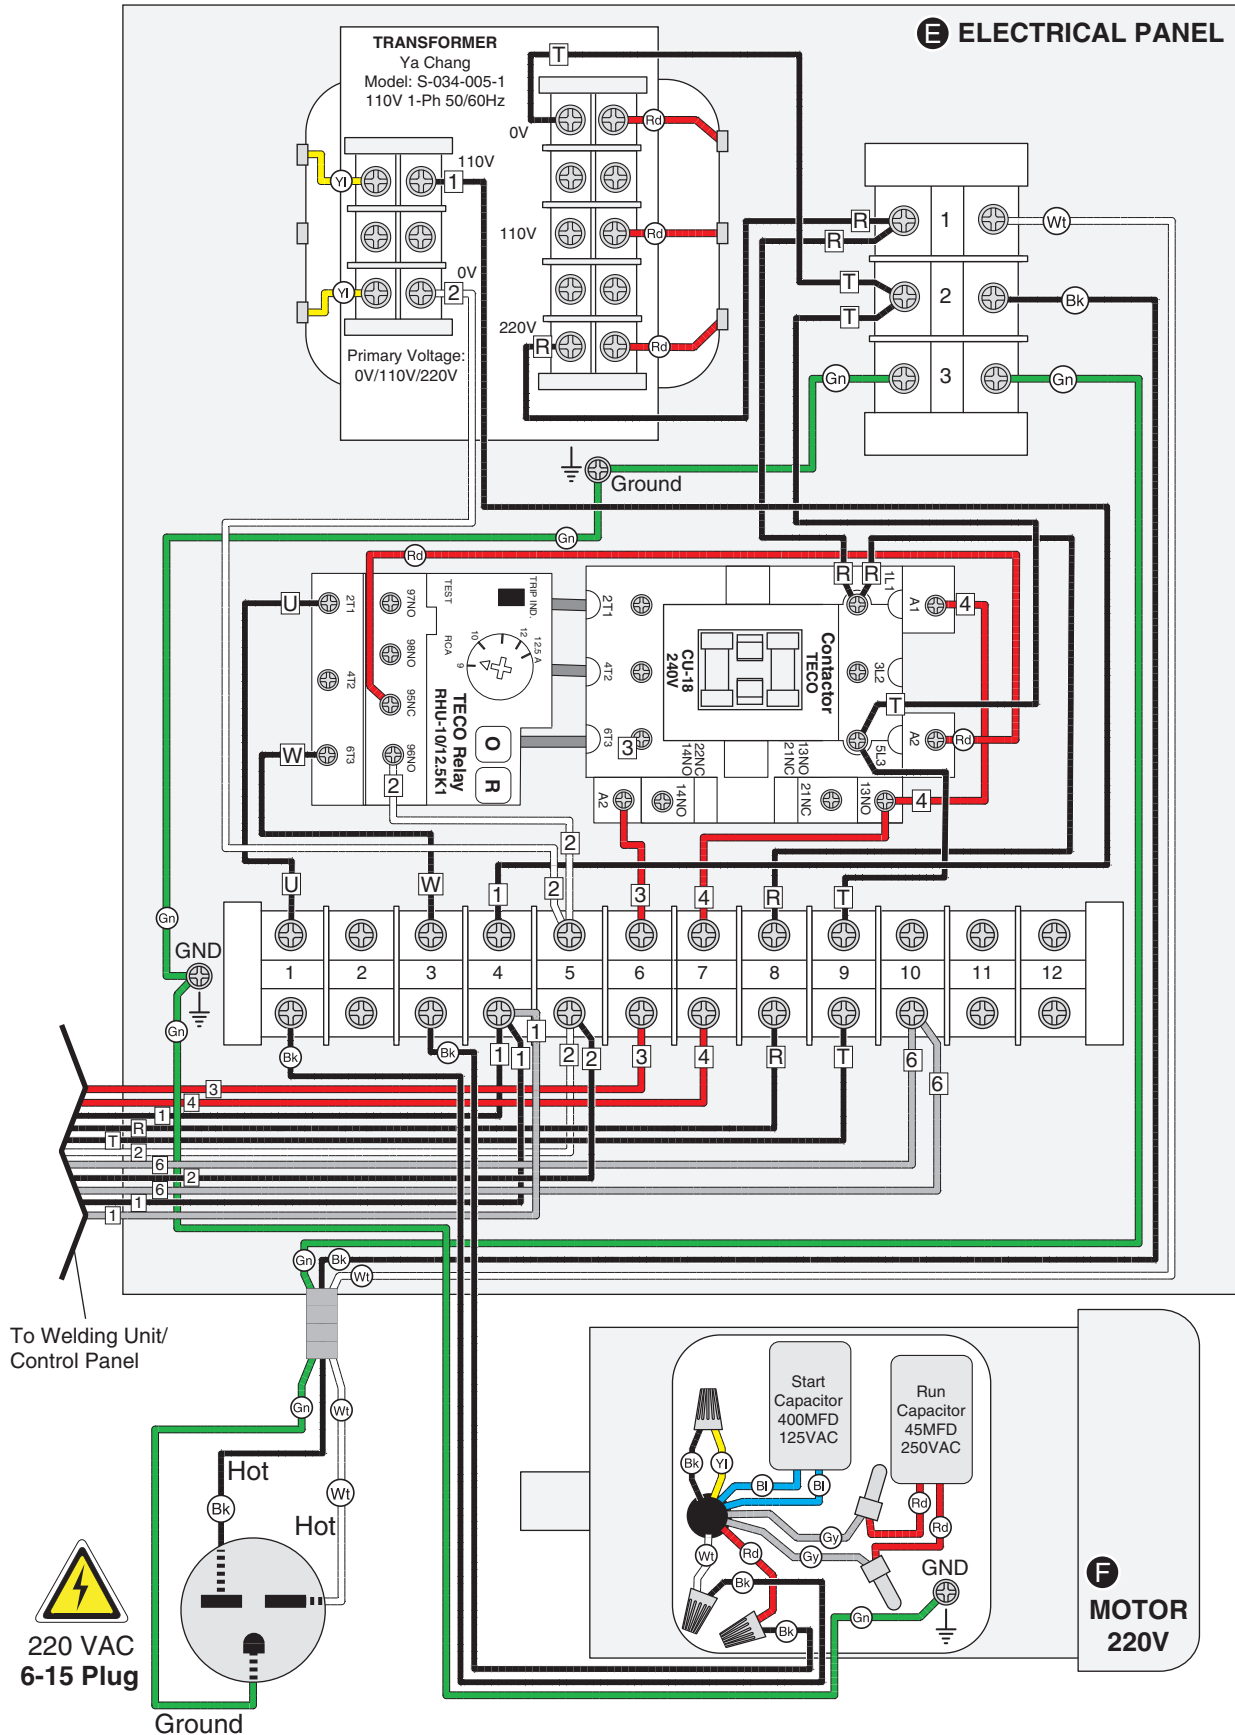 E ELECTRICAL PANEL
TRANSFORMER
Ya Chang
Model: S-034-005-1
110V 1-Ph 50/60Hz
T
0V
Rd
110V
Yl
1
110V
Rd
0V
Yl
2
220V
R
Rd
Primary Voltage:
0V/110V/220V
R
R
1
Wt
T
T
2
Bk
Gn
3
Gn
Ground
Gn
Rd
U
2T1
97NO
TEST
TRIP IND.
98NO
RCA
9
10
12
12.5 A
4T2
95NC
W
6T3
96NO
2
TECO Relay
RHU-10/12.5K1
O
R
2T1
4T2
6T3
3
R
R
1L1
A1
4
Contactor
TECO
CU-18
240V
3L2
T
5L3
A2
Rd
22NC
14NO
13NO
21NC
A2
14NO
21NC
13NO
4
2
U
W
1
2
3
4
R
T
Gn
GND
1
2
3
4
5
6
7
8
9
10
11
12
Gn
Bk
Bk
1
1
1
2
2
3
4
R
T
6
6
3
4
1
R
T
2
6
2
6
1
1
Gn
Bk
Wt
To Welding Unit/
Control Panel
Gn
Wt
Hot
Bk
Wt
Hot
220 VAC
6-15 Plug
Ground
Start
Capacitor
400MFD
125VAC
Run
Capacitor
45MFD
250VAC
Bk
Yl
Bl
Bl
Rd
Rd
Gy
Gy
Wt
Rd
Bk
Bk
Gn
GND
F
MOTOR
220V